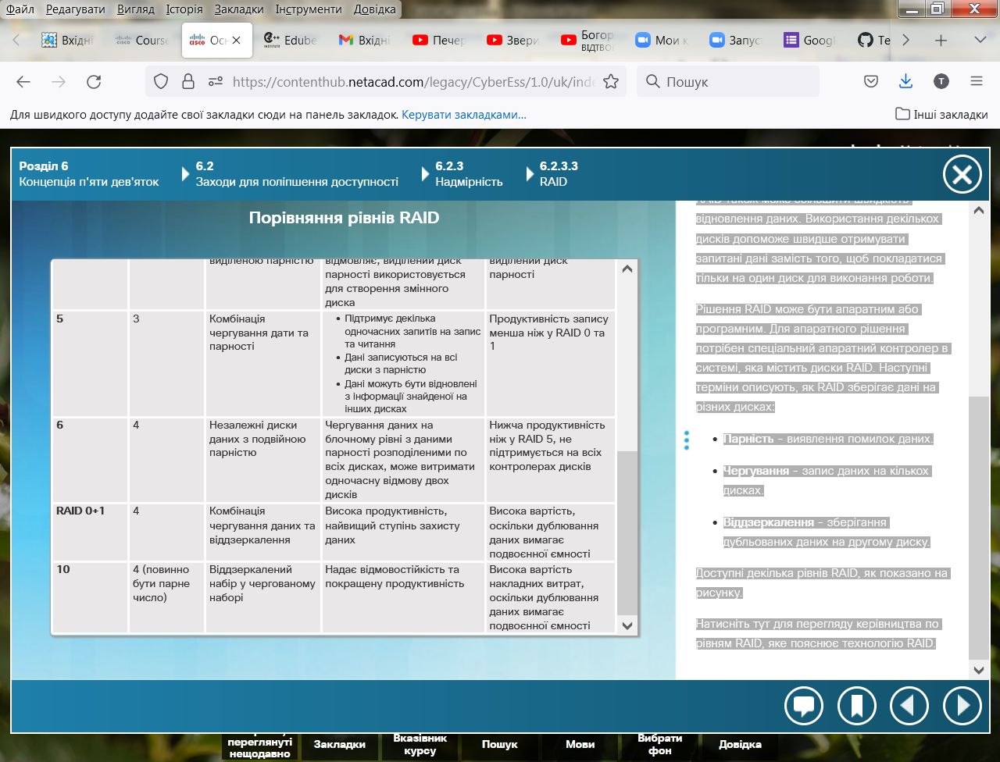 Файл Редагувати Вигляд Історія Закладки Інструменти Довідка
Вхідні Course Осн Edube Вхідні Печер Звери Богор Мои к Запус Googl Te
ВІДТВО
https://contenthub.netacad.com/legacy/CyberEss/1.0/uk/inde Пошук T
Для швидкого доступу додайте свої закладки сюди на панель закладок. Керувати закладками... Інші закладки
Розділ 6 6.2 6.2.3 6.2.3.3
Концепція п'яти дев'яток Заходи для поліпшення доступності Надмірність RAID
Порівняння рівнів RAID
виділеною парністю
відмовляє, виділений диск
парності використовується
для створення змінного
диска
виділений диск
парності
5
3
Комбінація
чергування дати та
парності
• Підтримує декілька
одночасних запитів на запис
та читання
• Дані записуються на всі
диски з парністю
• Дані можуть бути відновлені
з інформації знайденої на
інших дисках
Продуктивність запису
менша ніж у RAID 0 та
1
6
4
Незалежні диски
даних з подвійною
парністю
Чергування даних на
блочному рівні з даними
парності розподіленими по
всіх дисках, може витримати
одночасну відмову двох
дисків
Нижча продуктивність
ніж у RAID 5, не
підтримується на всіх
контролерах дисків
RAID 0+1
4
Комбінація
чергування даних та
віддзеркалення
Висока продуктивність,
найвищий ступінь захисту
даних
Висока вартість,
оскільки дублювання
даних вимагає
подвоєнної ємності
10
4 (повинно
бути парне
число)
Віддзеркалений
набір у чергованому
наборі
Надає відмовостійкість та
покращену продуктивність
Висока вартість
накладних витрат,
оскільки дублювання
даних вимагає
подвоєнної ємності
RAID також може збільшити швидкість
відновлення даних. Використання декількох
дисків допоможе швидше отримувати
запитані дані замість того, щоб покладатися
тільки на один диск для виконання роботи.
Рішення RAID може бути апаратним або
програмним. Для апаратного рішення
потрібен спеціальний апаратний контролер в
системі, яка містить диски RAID. Наступні
терміни описують, як RAID зберігає дані на
різних дисках:
• Парність – виявлення помилок даних.
• Чергування – запис даних на кількох
дисках.
• Віддзеркалення – зберігання
дубльованих даних на другому диску.
Доступні декілька рівнів RAID, як показано на
рисунку.
Натисніть тут для перегляду керівництва по
рівням RAID, яке пояснює технологію RAID.
переглянуті
нещодавно
Закладки
Вказівник
курсу
Пошук
Мови
Вибрати
фон
Довідка